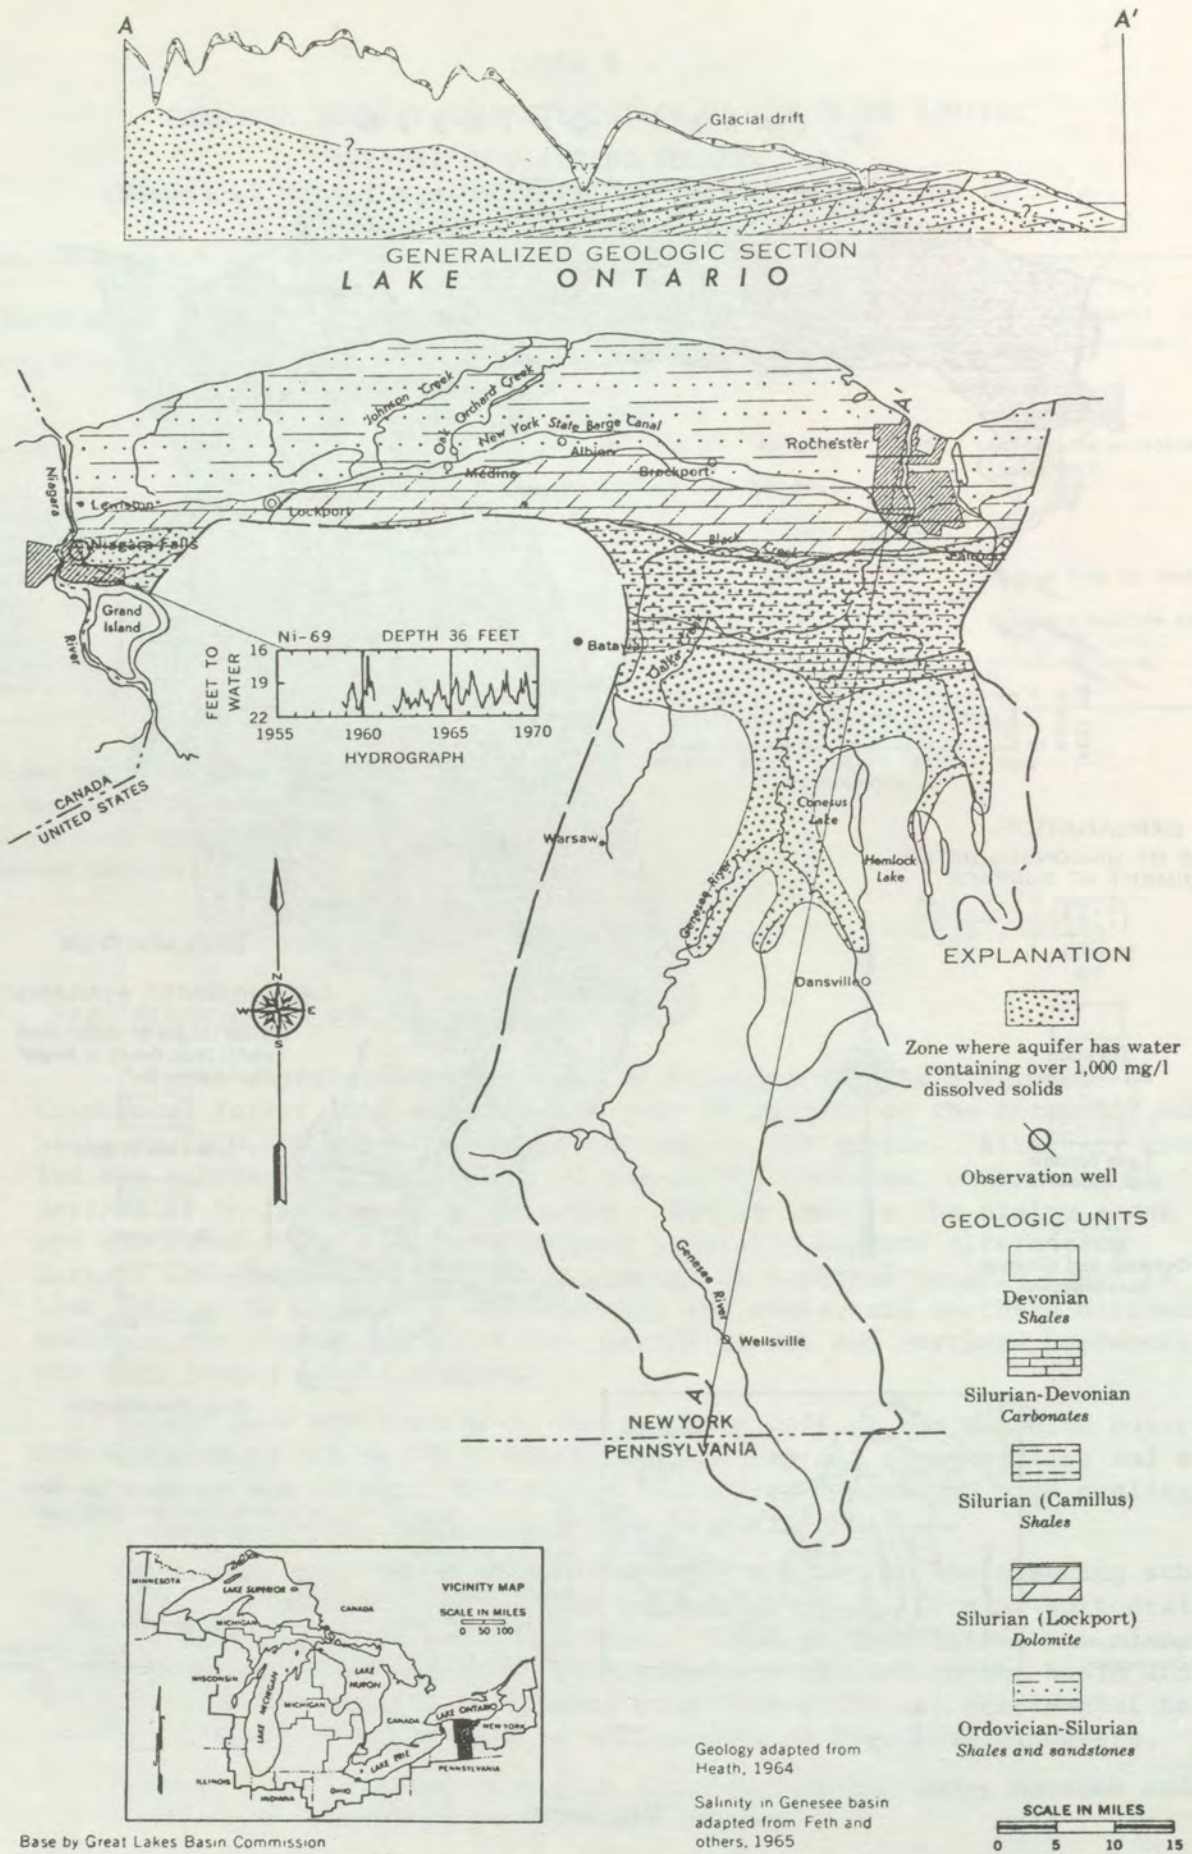 A
A'
Glacial drift
?
?
GENERALIZED GEOLOGIC SECTION
LAKE ONTARIO
Johnson Creek
Oak Orchard Creek
New York State Barge Canal
Rochester
A'
Albion
Medina
Brockport
Niagara
Lewiston
Lockport
Niagara Falls
Black Creek
Grand
Island
River
Batavia
Oatka Creek
Ni-69 DEPTH 36 FEET
FEET TO
WATER
16
19
22
1955 1960 1965 1970
HYDROGRAPH
CANADA
UNITED STATES
Conesus
Lake
Warsaw
Hemlock
Lake
Genesee River
Dansville
N
W E
S
Genesee River
Wellsville
A
NEW YORK
PENNSYLVANIA
EXPLANATION
Zone where aquifer has water
containing over 1,000 mg/l
dissolved solids
Observation well
GEOLOGIC UNITS
Devonian
Shales
Silurian-Devonian
Carbonates
Silurian (Camillus)
Shales
Silurian (Lockport)
Dolomite
Ordovician-Silurian
Shales and sandstones
VICINITY MAP
SCALE IN MILES
0 50 100
MINNESOTA
LAKE SUPERIOR
CANADA
MICHIGAN
WISCONSIN
LAKE MICHIGAN
MICHIGAN
LAKE
HURON
CANADA
LAKE ONTARIO
NEW YORK
LAKE ERIE
PENNSYLVANIA
ILLINOIS
INDIANA
OHIO
Geology adapted from
Heath, 1964
Salinity in Genesee basin
adapted from Feth and
others, 1965
SCALE IN MILES
0 5 10 15
Base by Great Lakes Basin Commission